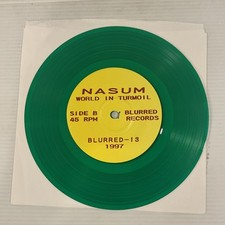 NASUM
WORLD IN TURMOIL
SIDE B BLURRED
45 RPM RECORDS
BLURRED-13
1997